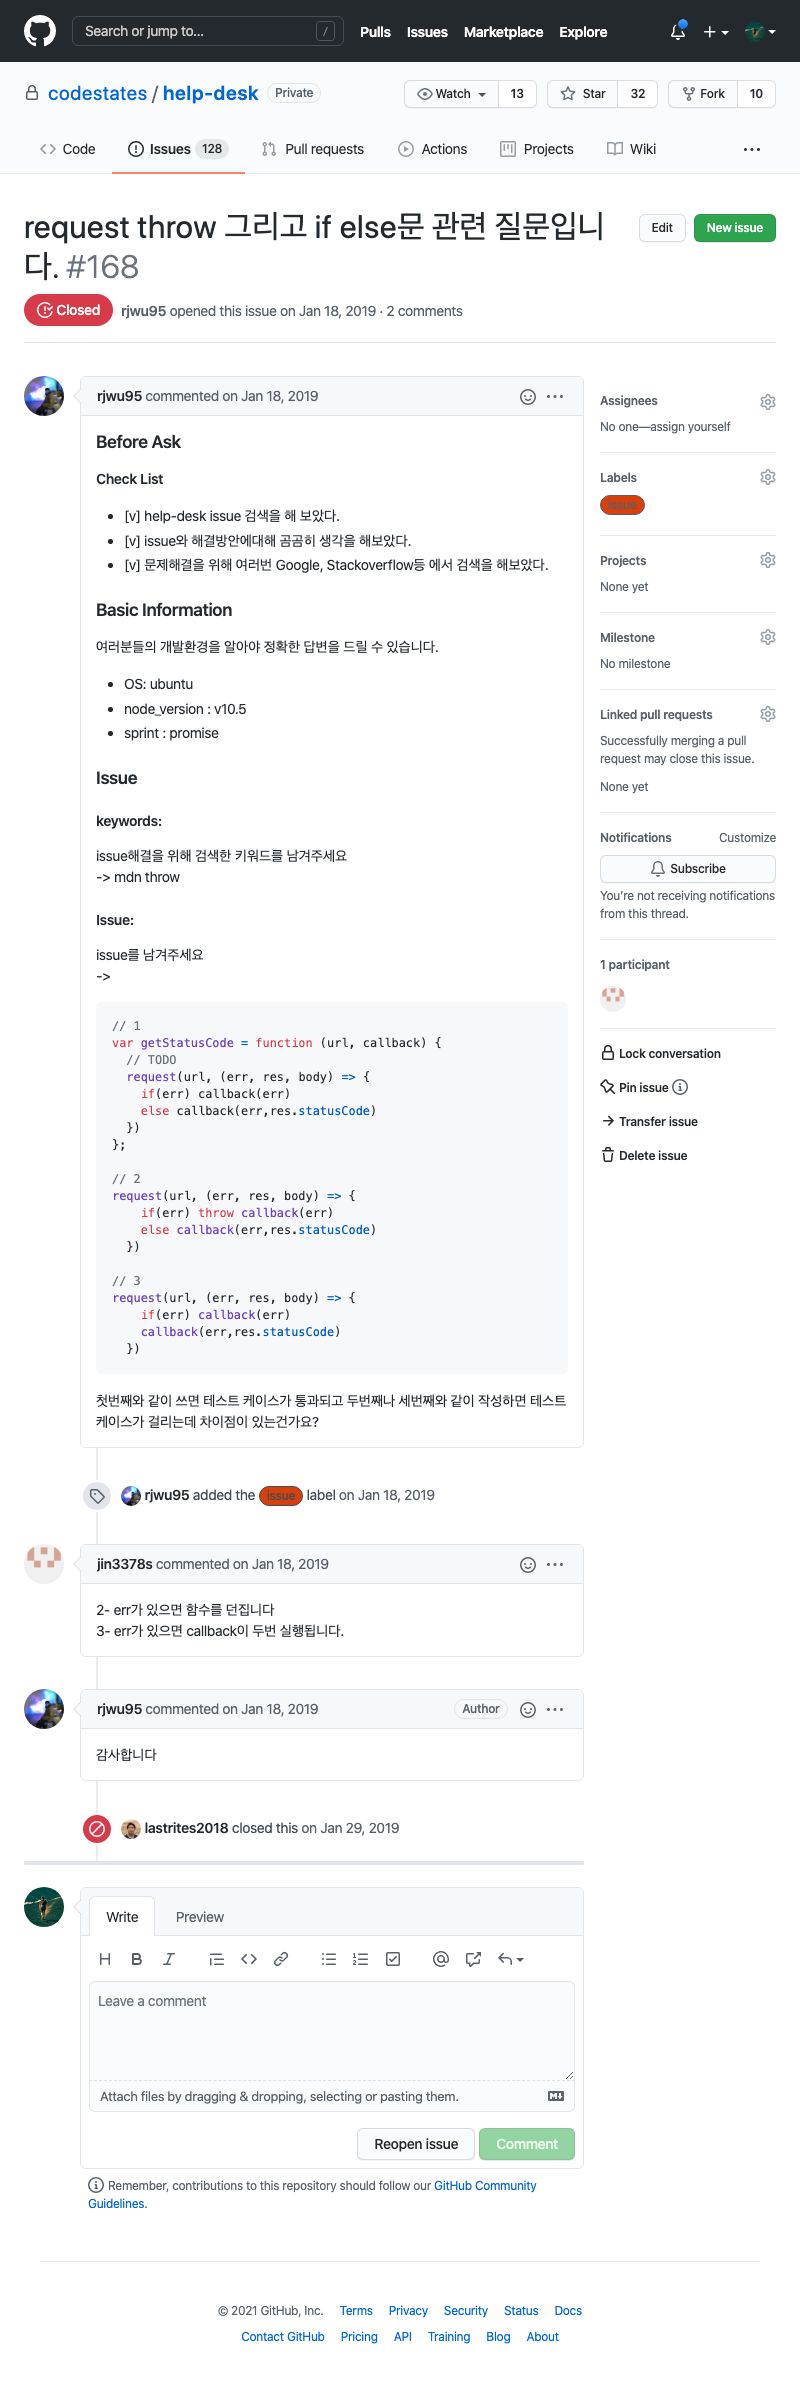 Search or jump to... /
Pulls Issues Marketplace Explore
codestates / help-desk Private
Watch 13 Star 32 Fork 10
Code Issues 128 Pull requests Actions Projects Wiki
request throw 그리고 if else문 관련 질문입니
다. #168
Edit New issue
Closed rjwu95 opened this issue on Jan 18, 2019 · 2 comments
rjwu95 commented on Jan 18, 2019
Before Ask
Check List
• [v] help-desk issue 검색을 해 보았다.
• [v] issue와 해결방안에대해 곰곰히 생각을 해보았다.
• [v] 문제해결을 위해 여러번 Google, Stackoverflow등 에서 검색을 해보았다.
Basic Information
여러분들의 개발환경을 알아야 정확한 답변을 드릴 수 있습니다.
• OS: ubuntu
• node_version : v10.5
• sprint : promise
Issue
keywords:
issue해결을 위해 검색한 키워드를 남겨주세요
-> mdn throw
Issue:
issue를 남겨주세요
->
// 1
var getStatusCode = function (url, callback) {
  // TODO
  request(url, (err, res, body) => {
    if(err) callback(err)
    else callback(err,res.statusCode)
  })
};
// 2
request(url, (err, res, body) => {
    if(err) throw callback(err)
    else callback(err,res.statusCode)
  })
// 3
request(url, (err, res, body) => {
    if(err) callback(err)
    callback(err,res.statusCode)
  })
첫번째와 같이 쓰면 테스트 케이스가 통과되고 두번째나 세번째와 같이 작성하면 테스트
케이스가 걸리는데 차이점이 있는건가요?
rjwu95 added the issue label on Jan 18, 2019
jin3378s commented on Jan 18, 2019
2- err가 있으면 함수를 던집니다
3- err가 있으면 callback이 두번 실행됩니다.
rjwu95 commented on Jan 18, 2019 Author
감사합니다
lastrites2018 closed this on Jan 29, 2019
Assignees
No one—assign yourself
Labels
issue
Projects
None yet
Milestone
No milestone
Linked pull requests
Successfully merging a pull
request may close this issue.
None yet
Notifications Customize
Subscribe
You're not receiving notifications
from this thread.
1 participant
Lock conversation
Pin issue
Transfer issue
Delete issue
Write Preview
H B I
Leave a comment
Attach files by dragging & dropping, selecting or pasting them.
Reopen issue Comment
Remember, contributions to this repository should follow our GitHub Community
Guidelines.
© 2021 GitHub, Inc. Terms Privacy Security Status Docs
Contact GitHub Pricing API Training Blog About